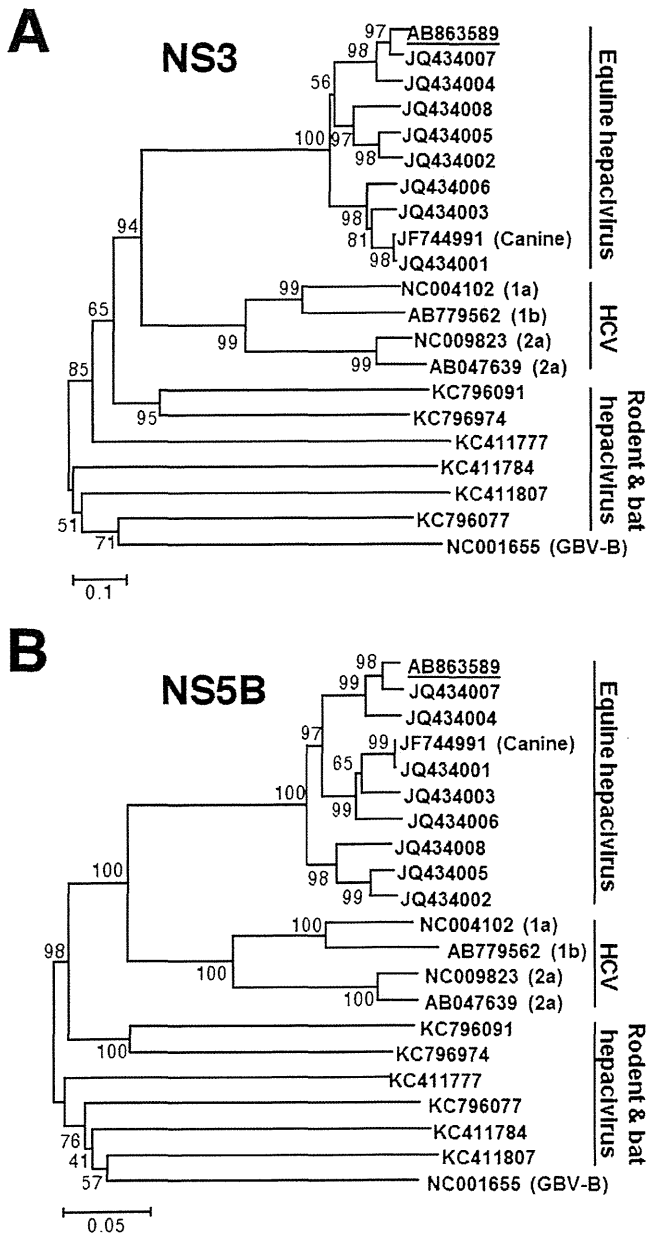 A
NS3
97
AB863589
98
JQ434007
56
JQ434004
JQ434008
100
97
JQ434005
98
JQ434002
JQ434006
98
JQ434003
81
JF744991 (Canine)
98
JQ434001
94
99
NC004102 (1a)
AB779562 (1b)
99
NC009823 (2a)
99
AB047639 (2a)
65
KC796091
95
KC796974
85
KC411777
KC411784
KC411807
51
KC796077
71
NC001655 (GBV-B)
0.1
Equine hepacivirus
HCV
Rodent & bat
hepacivirus
B
NS5B
98
AB863589
99
JQ434007
JQ434004
97
99
JF744991 (Canine)
65
JQ434001
JQ434003
99
JQ434006
100
JQ434008
98
JQ434005
99
JQ434002
100
100
NC004102 (1a)
AB779562 (1b)
100
NC009823 (2a)
100
AB047639 (2a)
98
KC796091
100
KC796974
KC411777
KC796077
76
KC411784
41
KC411807
57
NC001655 (GBV-B)
0.05
Equine hepacivirus
HCV
Rodent & bat
hepacivirus